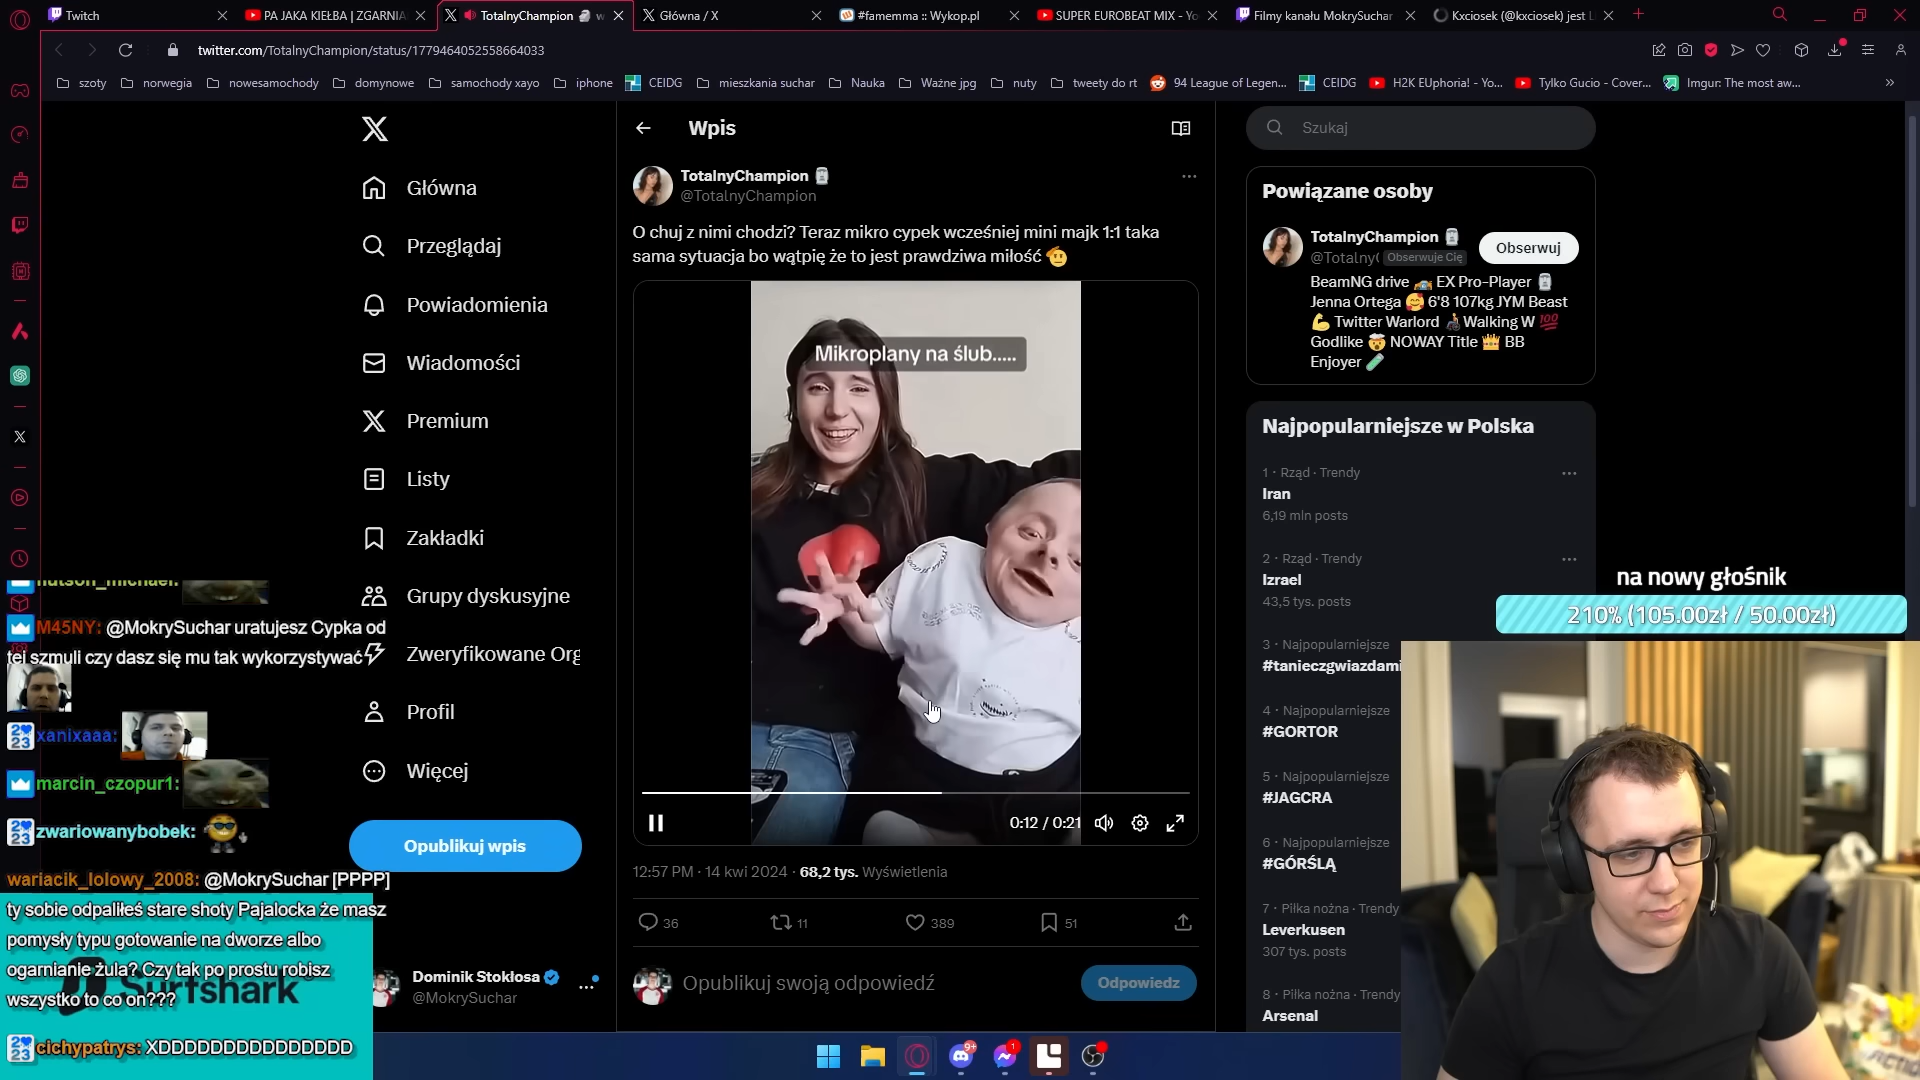 Twitch
PA JAKA KIEŁBA | ZGARNIA
TotalnyChampion
Główna / X
#famemma :: Wykop.pl
SUPER EUROBEAT MIX - Yo
Filmy kanału MokrySuchar
Kxciosek (@kxciosek) jest L
twitter.com/TotalnyChampion/status/1779464052558664033
szoty
norwegia
nowesamochody
domynowe
samochody xayo
iphone
CEIDG
mieszkania suchar
Nauka
Ważne jpg
nuty
tweety do rt
94 League of Legen...
CEIDG
H2K EUphoria! - Yo...
Tylko Gucio - Cover...
Imgur: The most aw...
Główna
Przeglądaj
Powiadomienia
Wiadomości
Premium
Listy
Zakładki
Grupy dyskusyjne
Zweryfikowane Org
Profil
Więcej
Opublikuj wpis
Dominik Stokłosa
@MokrySuchar
Wpis
TotalnyChampion
@TotalnyChampion
O chuj z nimi chodzi? Teraz mikro cypek wcześniej mini majk 1:1 taka
sama sytuacja bo wątpię że to jest prawdziwa miłość
Mikroplany na ślub.....
0:12 / 0:21
12:57 PM · 14 kwi 2024 · 68,2 tys. Wyświetlenia
36
11
389
51
Opublikuj swoją odpowiedź
Odpowiedz
Szukaj
Powiązane osoby
TotalnyChampion
@Totalny(
Obserwuje Cię
Obserwuj
BeamNG drive EX Pro-Player
Jenna Ortega 6'8 107kg JYM Beast
Twitter Warlord Walking W 100
Godlike NOWAY Title BB
Enjoyer
Najpopularniejsze w Polska
1 · Rząd · Trendy
Iran
6,19 mln posts
2 · Rząd · Trendy
Izrael
43,5 tys. posts
3 · Najpopularniejsze
#tanieczgwiazdami
4 · Najpopularniejsze
#GORTOR
5 · Najpopularniejsze
#JAGCRA
6 · Najpopularniejsze
#GÓRŚLĄ
7 · Piłka nożna · Trendy
Leverkusen
307 tys. posts
8 · Piłka nożna · Trendy
Arsenal
na nowy głośnik
210% (105.00zł / 50.00zł)
hutson_michael:
M45NY: @MokrySuchar uratujesz Cypka od
tej szmuli czy dasz się mu tak wykorzystywać
xanixaaa:
marcin_czopur1:
zwariowanybobek:
wariacik_lolowy_2008: @MokrySuchar [PPPP]
ty sobie odpaliłeś stare shoty Pajalocka że masz
pomysły typu gotowanie na dworze albo
ogarnianie żula? Czy tak po prostu robisz
wszystko to co on???
Surfshark
cichypatrys: XDDDDDDDDDDDDDDD
9+
1